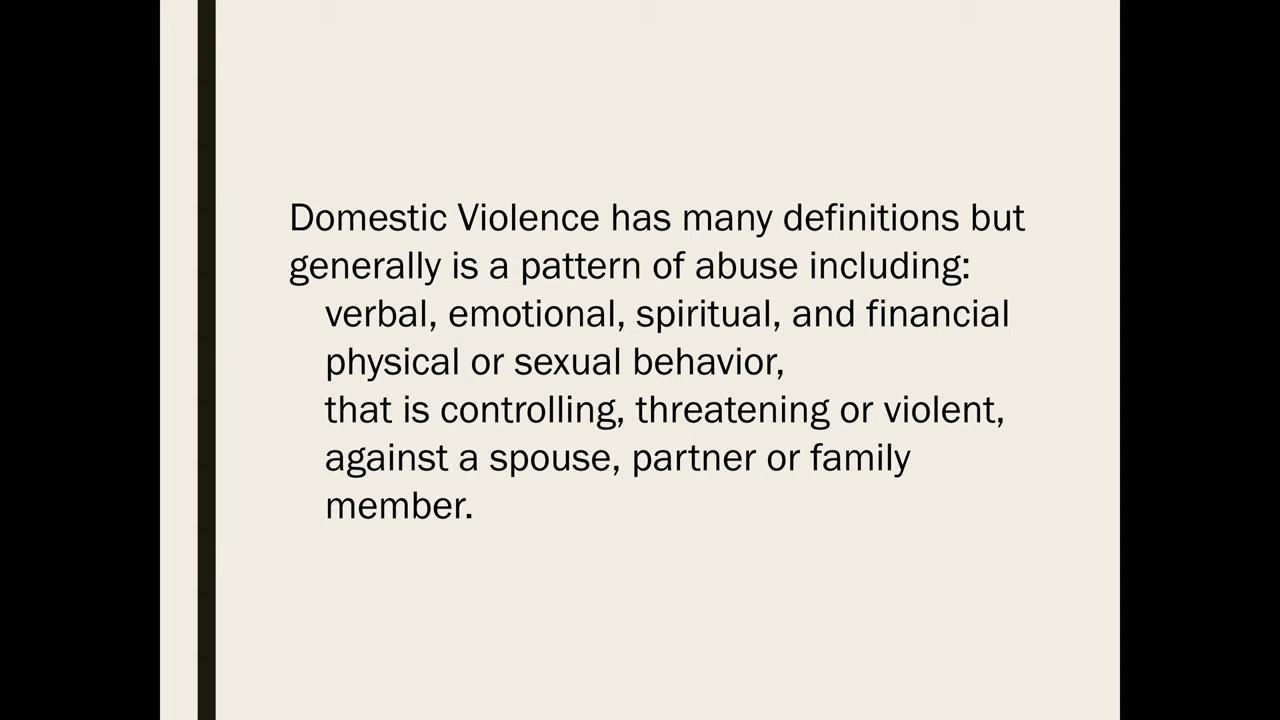 Domestic Violence has many definitions but
generally is a pattern of abuse including:
verbal, emotional, spiritual, and financial
physical or sexual behavior,
that is controlling, threatening or violent,
against a spouse, partner or family
member.